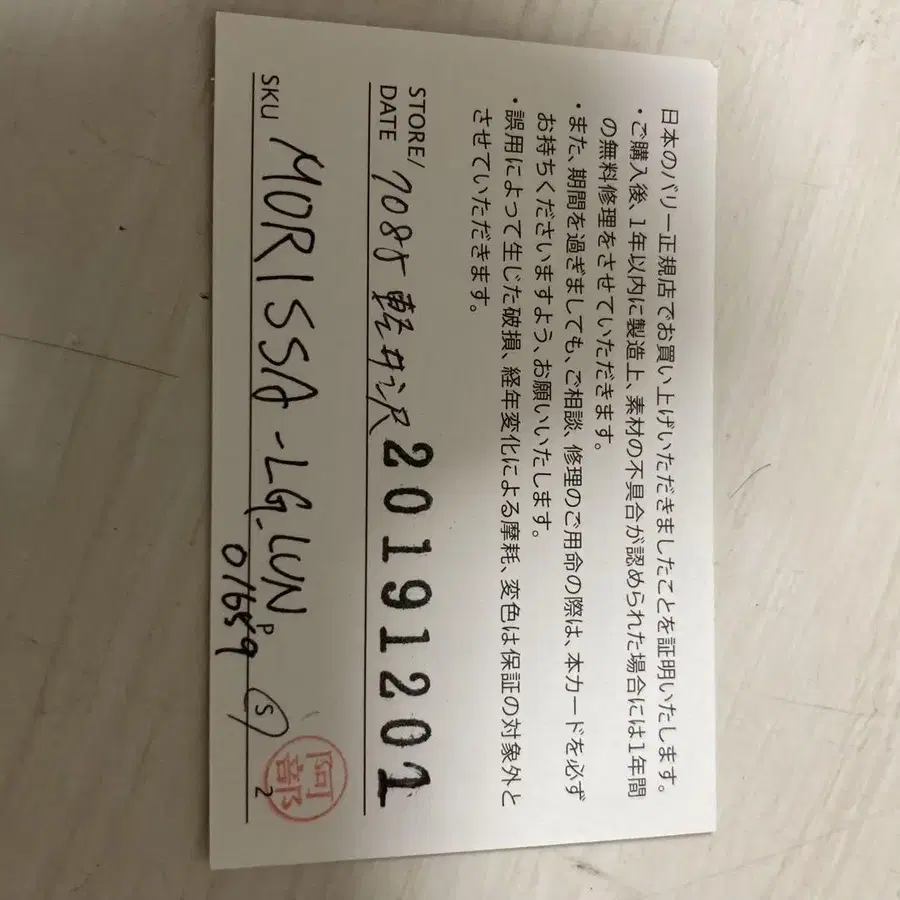 日本のバリー正規店でお買い上げいただきましたことを証明いたします。
・ご購入後、1年以内に製造上、素材の不具合が認められた場合には1年間
の無料修理をさせていただきます。
・また、期間を過ぎましても、ご相談、修理のご用命の際は、本カードを必ず
お持ちくださいますよう、お願いいたします。
・誤用によって生じた破損、経年変化による摩耗、変色は保証の対象外と
させていただきます。
STORE/
DATE 7088 軽井沢 20191201
SKU MORISSA-LG_LUN P S 2
01659
阿部